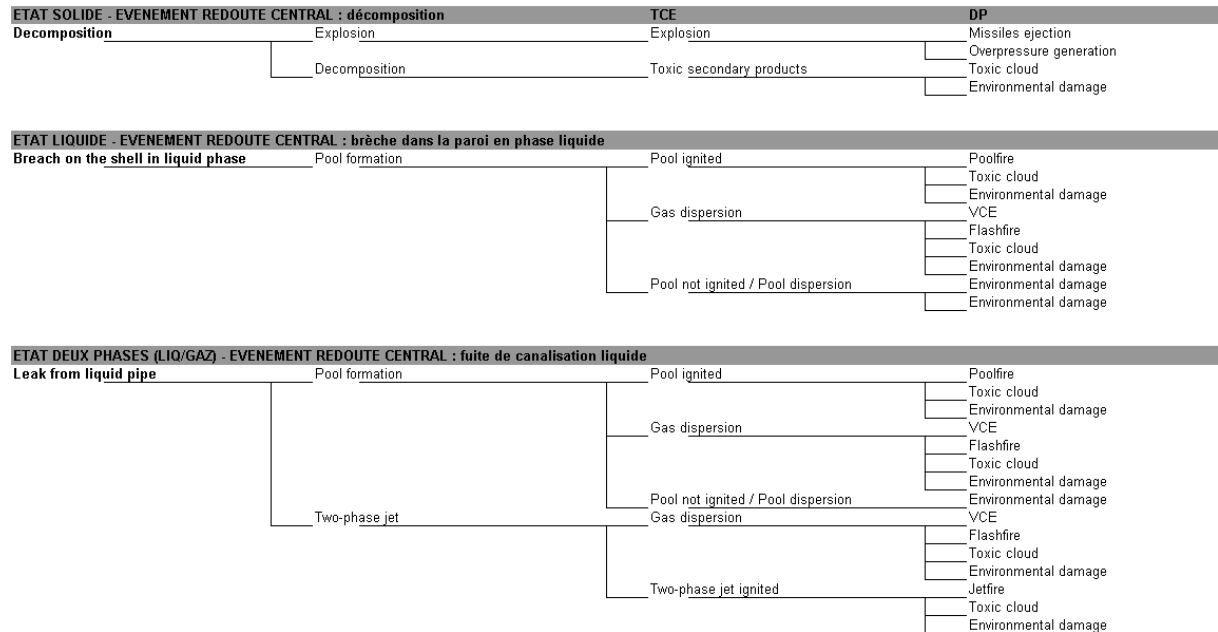 ETAT SOLIDE - EVENEMENT REDOUTE CENTRAL : décomposition TCE DP
Decomposition Explosion Explosion Missiles ejection
Overpressure generation
Decomposition Toxic secondary products Toxic cloud
Environmental damage
ETAT LIQUIDE - EVENEMENT REDOUTE CENTRAL : brèche dans la paroi en phase liquide
Breach on the shell in liquid phase Pool formation Pool ignited Poolfire
Toxic cloud
Environmental damage
Gas dispersion VCE
Flashfire
Toxic cloud
Environmental damage
Pool not ignited / Pool dispersion Environmental damage
Environmental damage
ETAT DEUX PHASES (LIQ/GAZ) - EVENEMENT REDOUTE CENTRAL : fuite de canalisation liquide
Leak from liquid pipe Pool formation Pool ignited Poolfire
Toxic cloud
Environmental damage
Gas dispersion VCE
Flashfire
Toxic cloud
Environmental damage
Pool not ignited / Pool dispersion Environmental damage
Two-phase jet Gas dispersion VCE
Flashfire
Toxic cloud
Environmental damage
Two-phase jet ignited Jetfire
Toxic cloud
Environmental damage